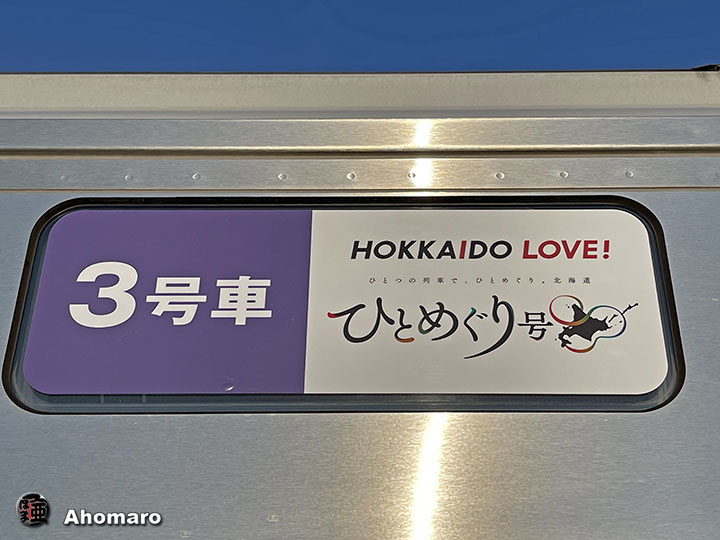 3号車
HOKKAIDO LOVE!
ひとつの列車で、ひとめぐり。北海道
ひとめぐり号
Ahomaro